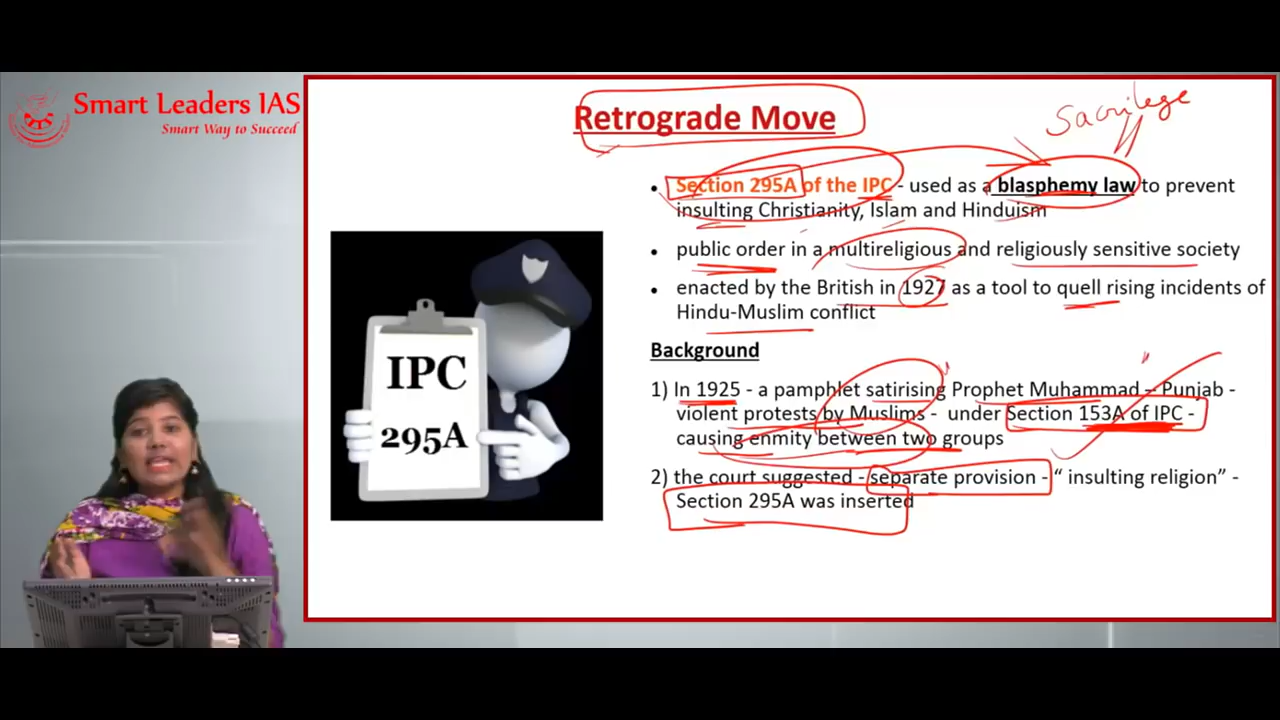 Smart Leaders IAS
Smart Way to Succeed
Retrograde Move
Sacrilege
• Section 295A of the IPC - used as a blasphemy law to prevent
insulting Christianity, Islam and Hinduism
• public order in a multireligious and religiously sensitive society
• enacted by the British in 1927 as a tool to quell rising incidents of
Hindu-Muslim conflict
Background
1) In 1925 - a pamphlet satirising Prophet Muhammad – Punjab -
violent protests by Muslims - under Section 153A of IPC -
causing enmity between two groups
2) the court suggested - separate provision - “ insulting religion” -
Section 295A was inserted
IPC
295A